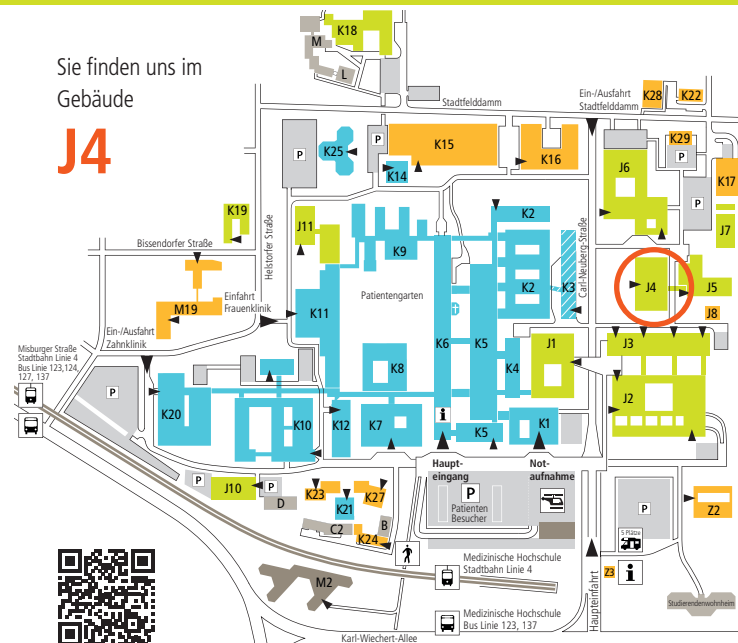 Sie finden uns im
Gebäude
J4
K18
M
L
Stadtfelddamm
Ein-/Ausfahrt
Stadtfelddamm
K28
K22
P
K25
P
K14
K15
K16
K29
P
J6
K17
P
J7
K19
Bissendorfer Straße
Helstorfer Straße
J11
K9
K2
K2
K3
Carl-Neuberg-Straße
J4
J5
J8
M19
Einfahrt
Frauenklinik
K11
Patientengarten
K6
K5
K4
J1
J3
J2
Ein-/Ausfahrt
Zahnklinik
Misburger Straße
Stadtbahn Linie 4
Bus Linie 123,124,
127, 137
P
K20
K10
K12
K8
K7
i
K5
K1
Haupt-
eingang
Not-
aufnahme
P
Patienten
Besucher
P
J10
P
D
K23
K21
K27
C2
B
K24
P
Z2
5 Plätze
Z3
i
M2
Medizinische Hochschule
Stadtbahn Linie 4
Medizinische Hochschule
Bus Linie 123, 137
Haupteinfahrt
Studierendenwohnheim
Karl-Wiechert-Allee